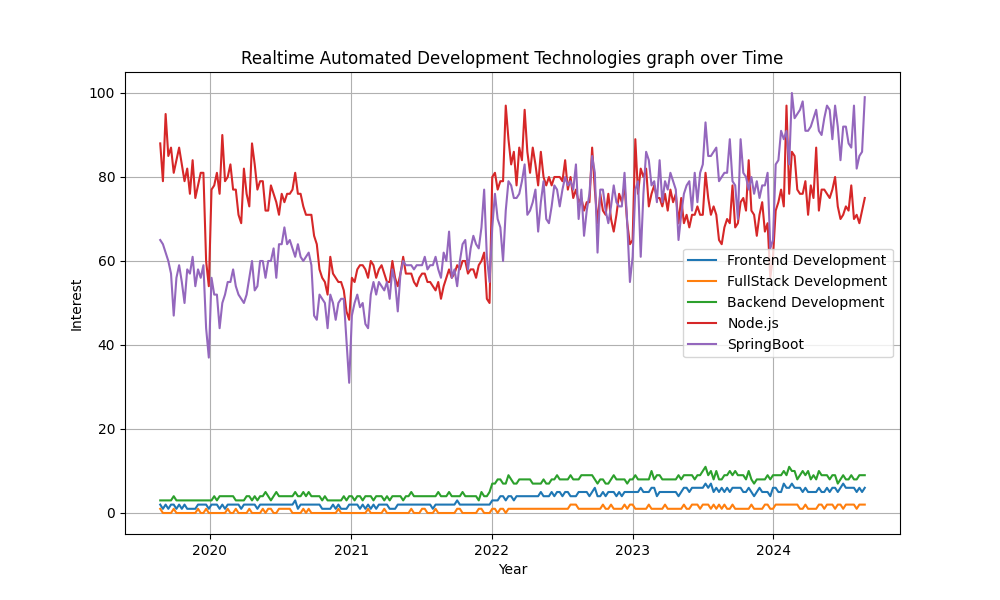 Realtime Automated Development Technologies graph over Time
100
80
60
40
20
0
Interest
2020
2021
2022
2023
2024
Year
Frontend Development
FullStack Development
Backend Development
Node.js
SpringBoot